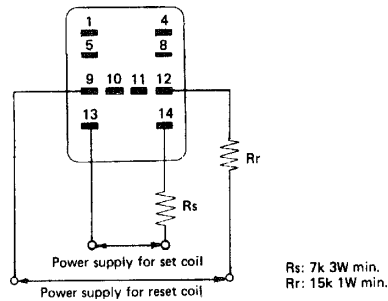 1 4
5 8
9 10 11 12
13 14
Rr
Rs
Power supply for set coil
Power supply for reset coil
Rs: 7k 3W min.
Rr: 15k 1W min.